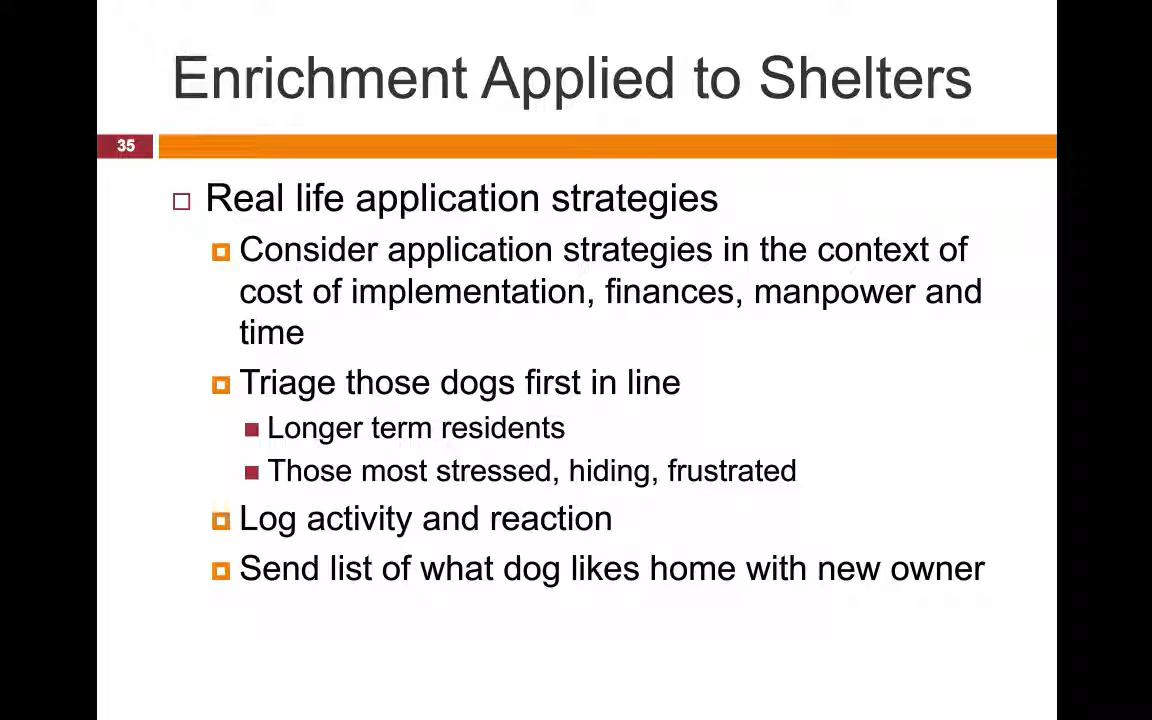 Enrichment Applied to Shelters
35
Real life application strategies
Consider application strategies in the context of
cost of implementation, finances, manpower and
time
Triage those dogs first in line
Longer term residents
Those most stressed, hiding, frustrated
Log activity and reaction
Send list of what dog likes home with new owner